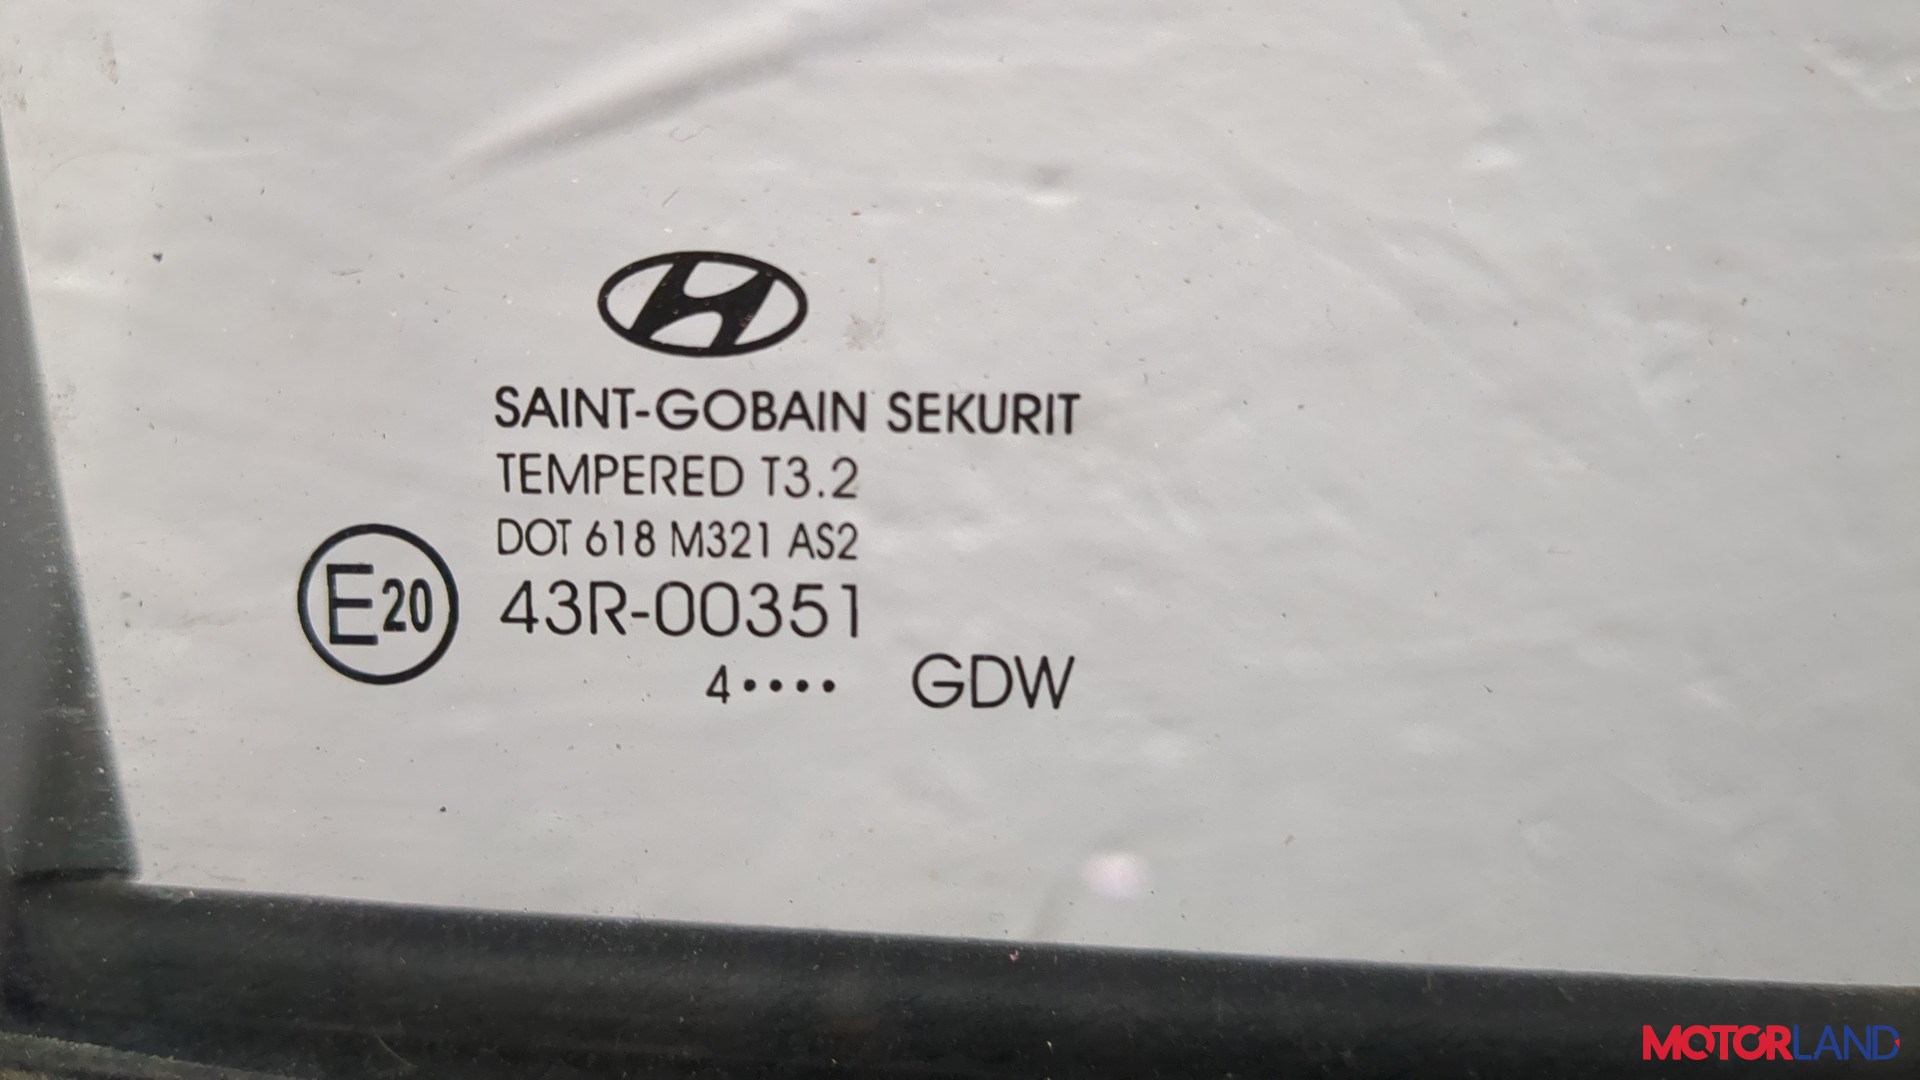 SAINT-GOBAIN SEKURIT
TEMPERED T3.2
DOT 618 M321 AS2
E20 43R-00351
4•••• GDW
MOTORLAND